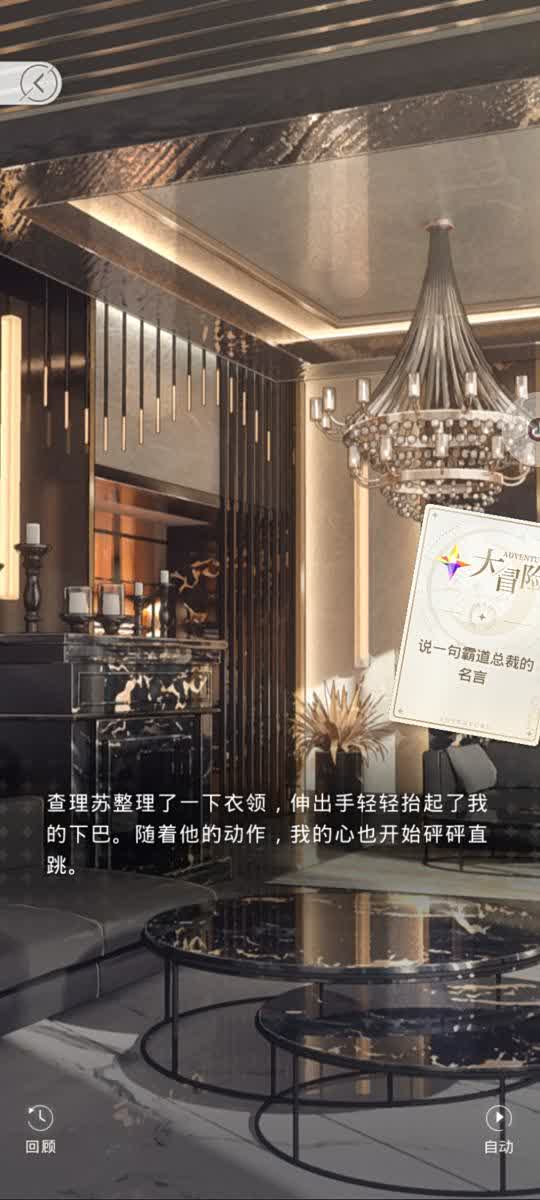 大冒险
说一句霸道总裁的
名言
查理苏整理了一下衣领，伸出手轻轻抬起了我
的下巴。随着他的动作，我的心也开始砰砰直
跳。
回顾
自动